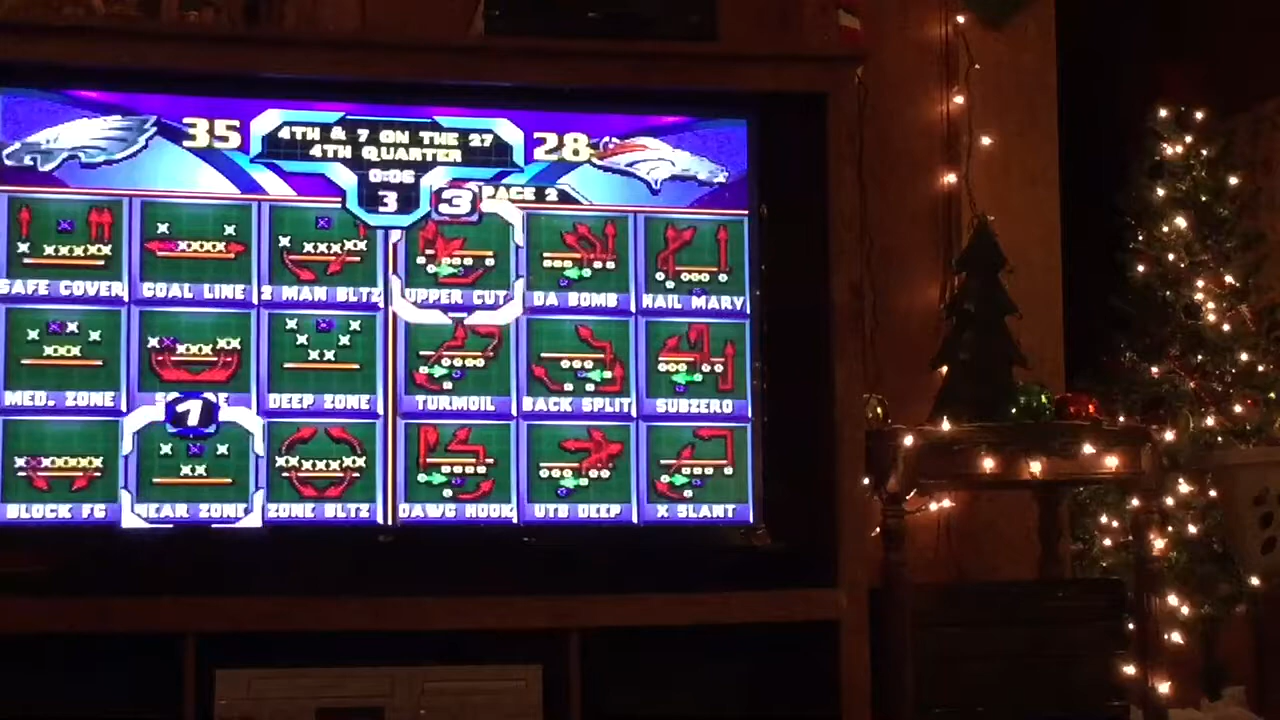 35 4TH & 7 ON THE 27 28
4TH QUARTER
0:06
3 3 PAGE 2
SAFE COVER GOAL LINE 2 MAN BLTZ UPPER CUT DA BOMB HAIL MARY
MED. ZONE DEEP ZONE TURMOIL BACK SPLIT SUBZERO
1
BLOCK FG NEAR ZONE ZONE BLTZ DAWG HOOK UTB DEEP X SLANT